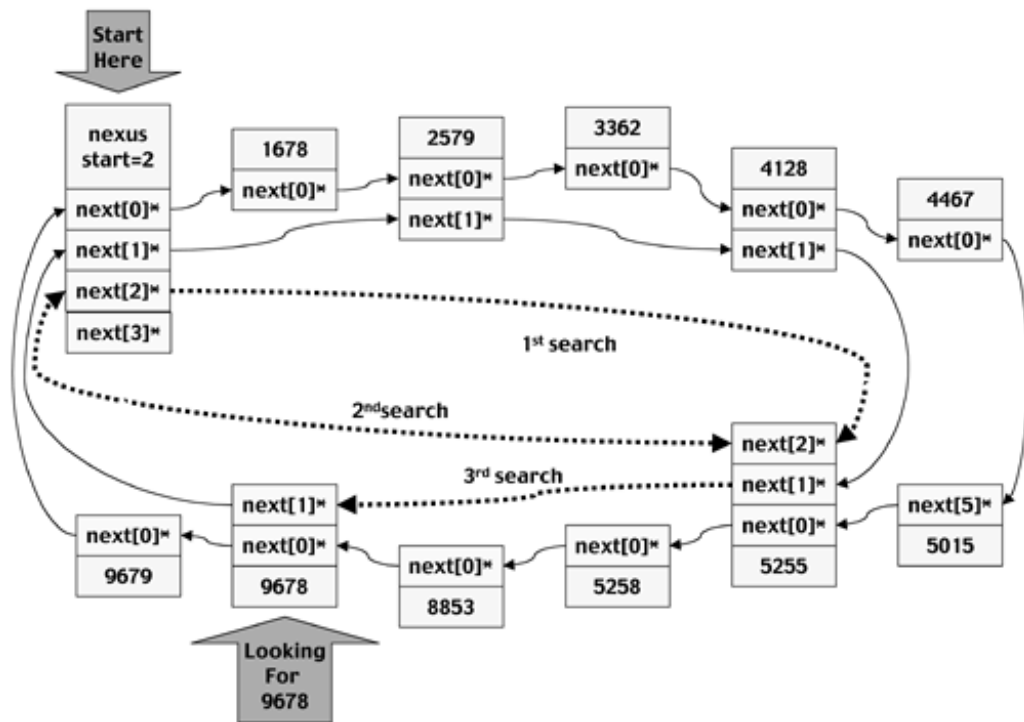 Start
Here
nexus
start=2
next[0]*
next[1]*
next[2]*
next[3]*
1678
next[0]*
2579
next[0]*
next[1]*
3362
next[0]*
4128
next[0]*
next[1]*
4467
next[0]*
1st search
2ndsearch
3rd search
next[5]*
5015
next[2]*
next[1]*
next[0]*
5255
next[0]*
5258
next[0]*
8853
next[1]*
next[0]*
9678
next[0]*
9679
Looking
For
9678